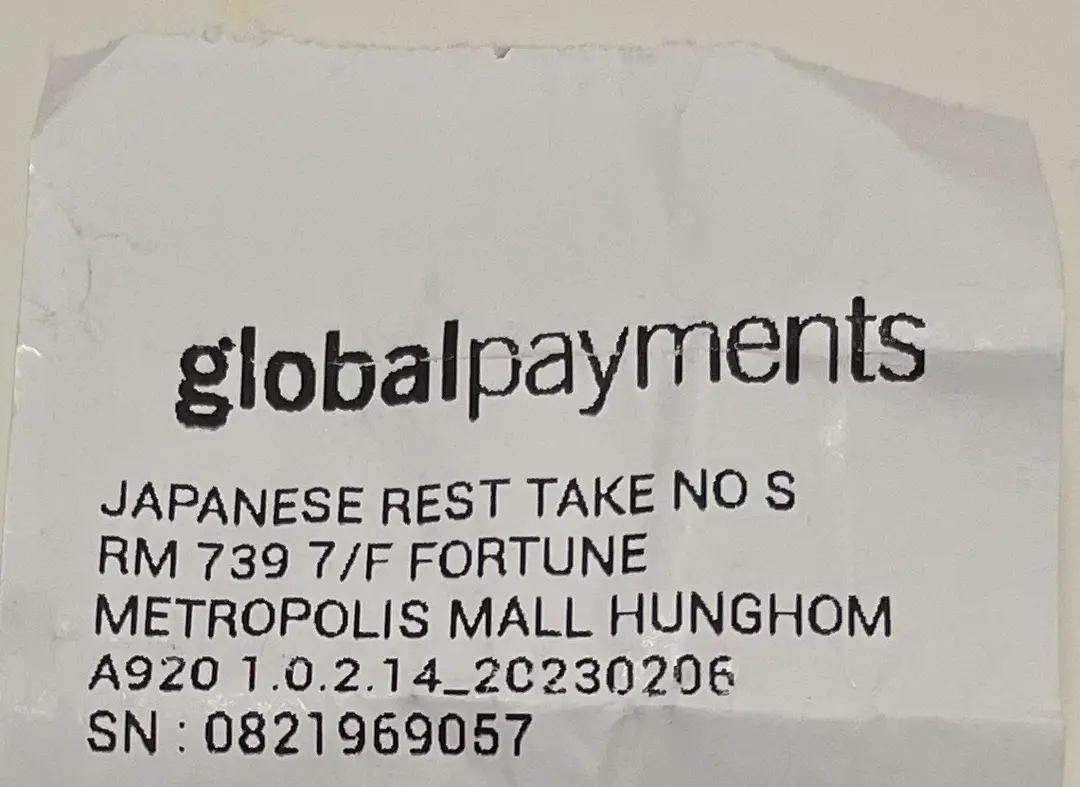 globalpayments
JAPANESE REST TAKE NO S
RM 739 7/F FORTUNE
METROPOLIS MALL HUNGHOM
A920 1.0.2.14_20230206
SN : 0821969057